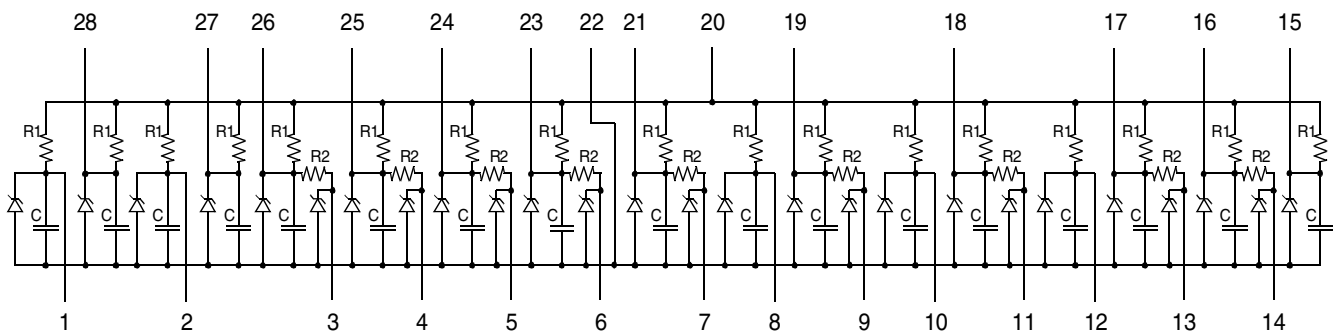 28 27 26 25 24 23 22 21 20 19 18 17 16 15
R1 R1 R1 R1 R1 R1 R1 R1 R1 R1 R1 R1 R1 R1 R1 R1 R1
R2 R2 R2 R2 R2 R2 R2 R2 R2
C C C C C C C C C C C C C C C C C
1 2 3 4 5 6 7 8 9 10 11 12 13 14